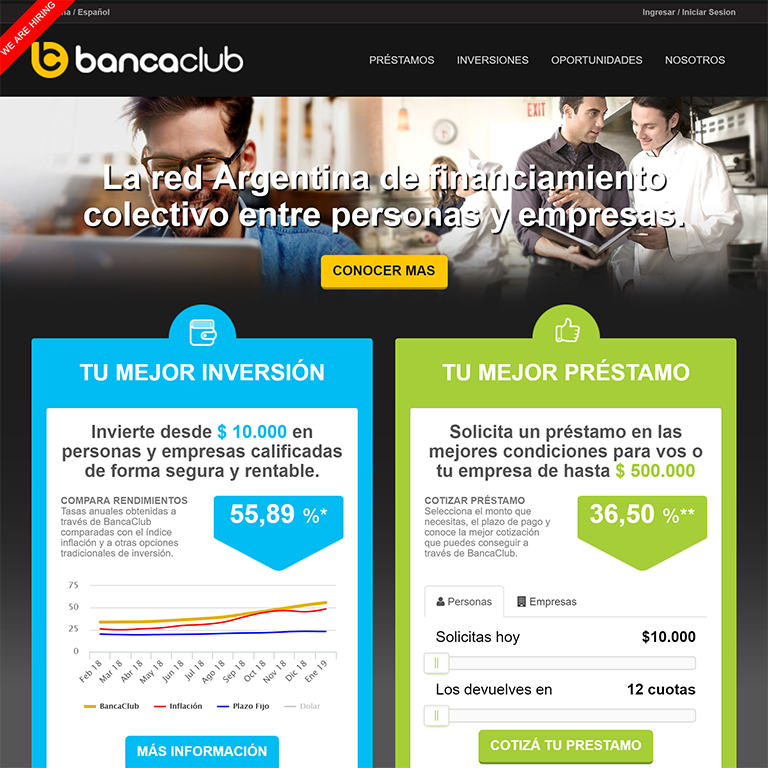 WE ARE HIRING
/ Español
Ingresar / Iniciar Sesion
bancaclub
PRÉSTAMOS
INVERSIONES
OPORTUNIDADES
NOSOTROS
EXIT
La red Argentina de financiamiento
colectivo entre personas y empresas.
CONOCER MAS
TU MEJOR INVERSIÓN
Invierte desde $ 10.000 en
personas y empresas calificadas
de forma segura y rentable.
COMPARA RENDIMIENTOS
Tasas anuales obtenidas a
través de BancaClub
comparadas con el índice
inflación y a otras opciones
tradicionales de inversión.
55,89 %*
75
50
25
0
Feb 18
Mar 18
Abr 18
May 18
Jun 18
Jul 18
Ago 18
Sep 18
Oct 18
Nov 18
Dic 18
Ene 19
BancaClub
Inflación
Plazo Fijo
Dolar
MÁS INFORMACIÓN
TU MEJOR PRÉSTAMO
Solicita un préstamo en las
mejores condiciones para vos o
tu empresa de hasta $ 500.000
COTIZAR PRÉSTAMO
Selecciona el monto que
necesitas, el plazo de pago y
conoce la mejor cotización
que puedes conseguir a
través de BancaClub.
36,50 %**
Personas
Empresas
Solicitas hoy
$10.000
Los devuelves en
12 cuotas
COTIZÁ TU PRESTAMO